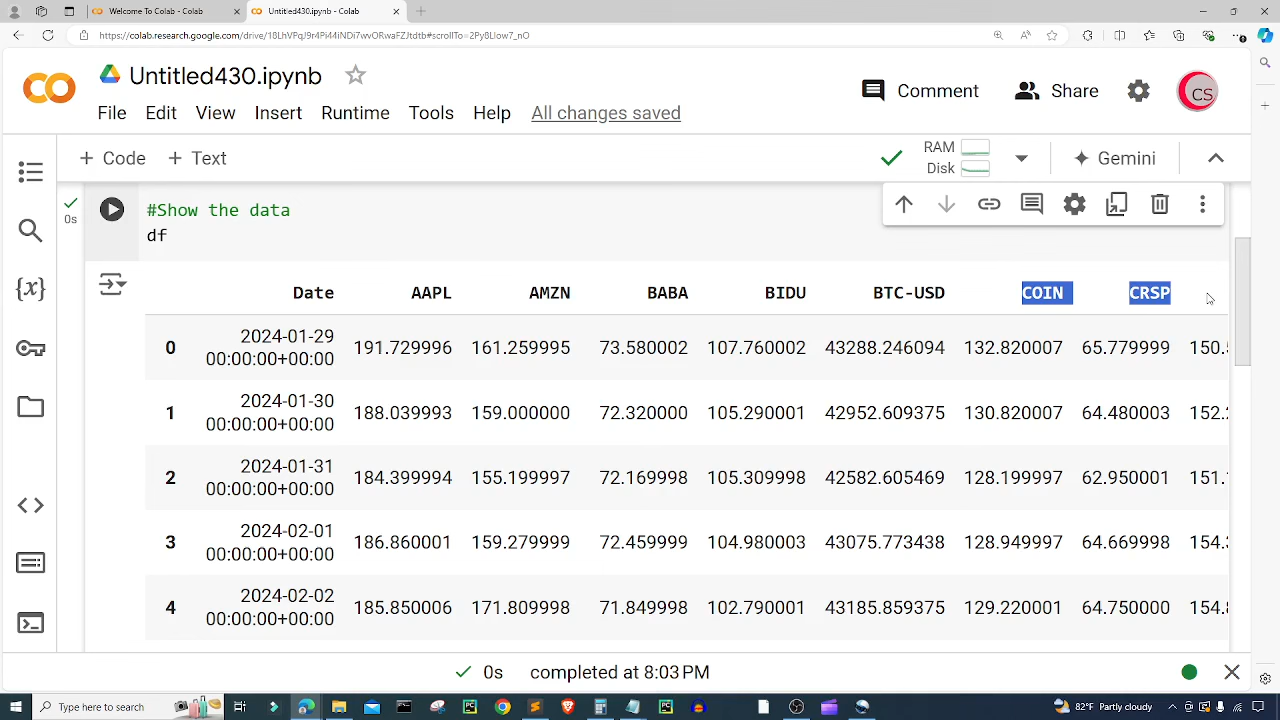 Welcome To Colab - Colab
Untitled430.ipynb - Colab
https://colab.research.google.com/drive/18LhVPqJ9r4Pi44iNDi7wvORwaFZJtdtb#scrollTo=2Py8LIow7_nO
Untitled430.ipynb
Comment
Share
CS
File Edit View Insert Runtime Tools Help All changes saved
+ Code + Text
RAM
Disk
Gemini
0s
#Show the data
df
Date AAPL AMZN BABA BIDU BTC-USD COIN CRSP
0 2024-01-29 00:00:00+00:00 191.729996 161.259995 73.580002 107.760002 43288.246094 132.820007 65.779999
1 2024-01-30 00:00:00+00:00 188.039993 159.000000 72.320000 105.290001 42952.609375 130.820007 64.480003 152.
2 2024-01-31 00:00:00+00:00 184.399994 155.199997 72.169998 105.309998 42582.605469 128.199997 62.950001 151.
3 2024-02-01 00:00:00+00:00 186.860001 159.279999 72.459999 104.980003 43075.773438 128.949997 64.669998 154.
4 2024-02-02 00:00:00+00:00 185.850006 171.809998 71.849998 102.790001 43185.859375 129.220001 64.750000 154.
0s completed at 8:03 PM
Type here to search
83°F Partly cloudy